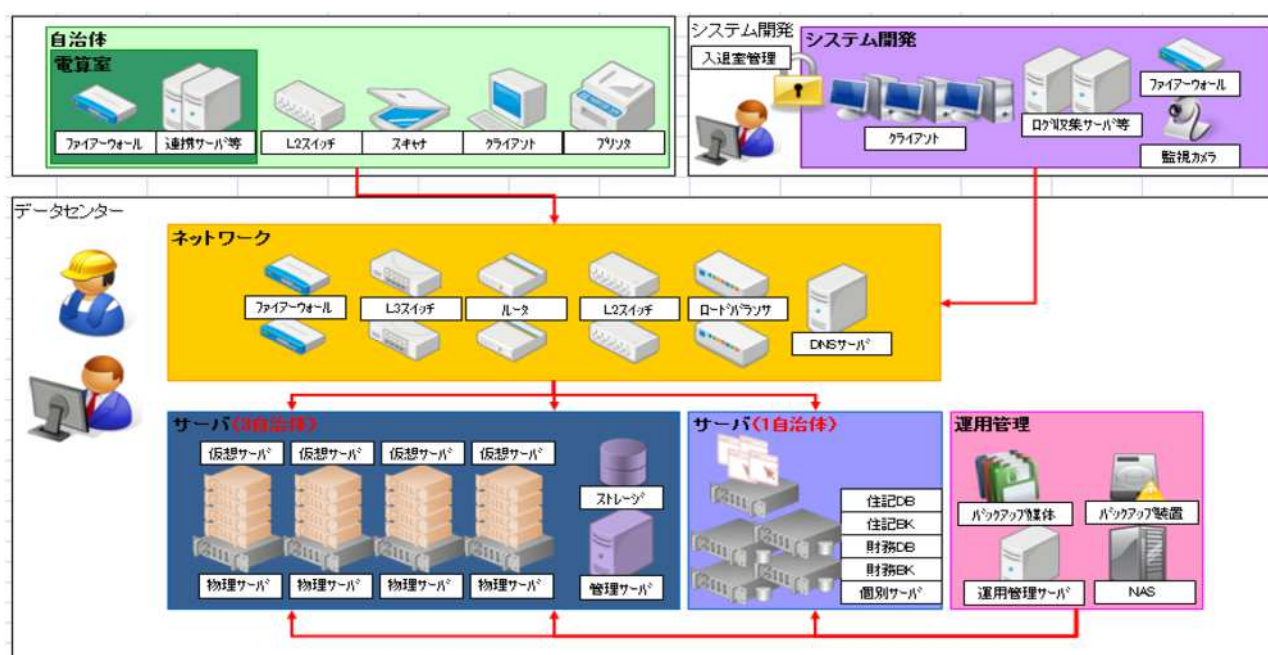 自治体
電算室
ファイアーウォール
連携サーバ等
L2スイッチ
スキャナ
クライアント
プリンタ
システム開発
システム開発
入退室管理
クライアント
ログ収集サーバ等
ファイアーウォール
監視カメラ
データセンター
ネットワーク
ファイアーウォール
L3スイッチ
ルータ
L2スイッチ
ロードバランサ
DNSサーバ
サーバ(3自治体)
仮想サーバ
仮想サーバ
仮想サーバ
仮想サーバ
ストレージ
物理サーバ
物理サーバ
物理サーバ
物理サーバ
管理サーバ
サーバ(1自治体)
住記DB
住記BK
財務DB
財務BK
個別サーバ
運用管理
バックアップ媒体
バックアップ装置
運用管理サーバ
NAS